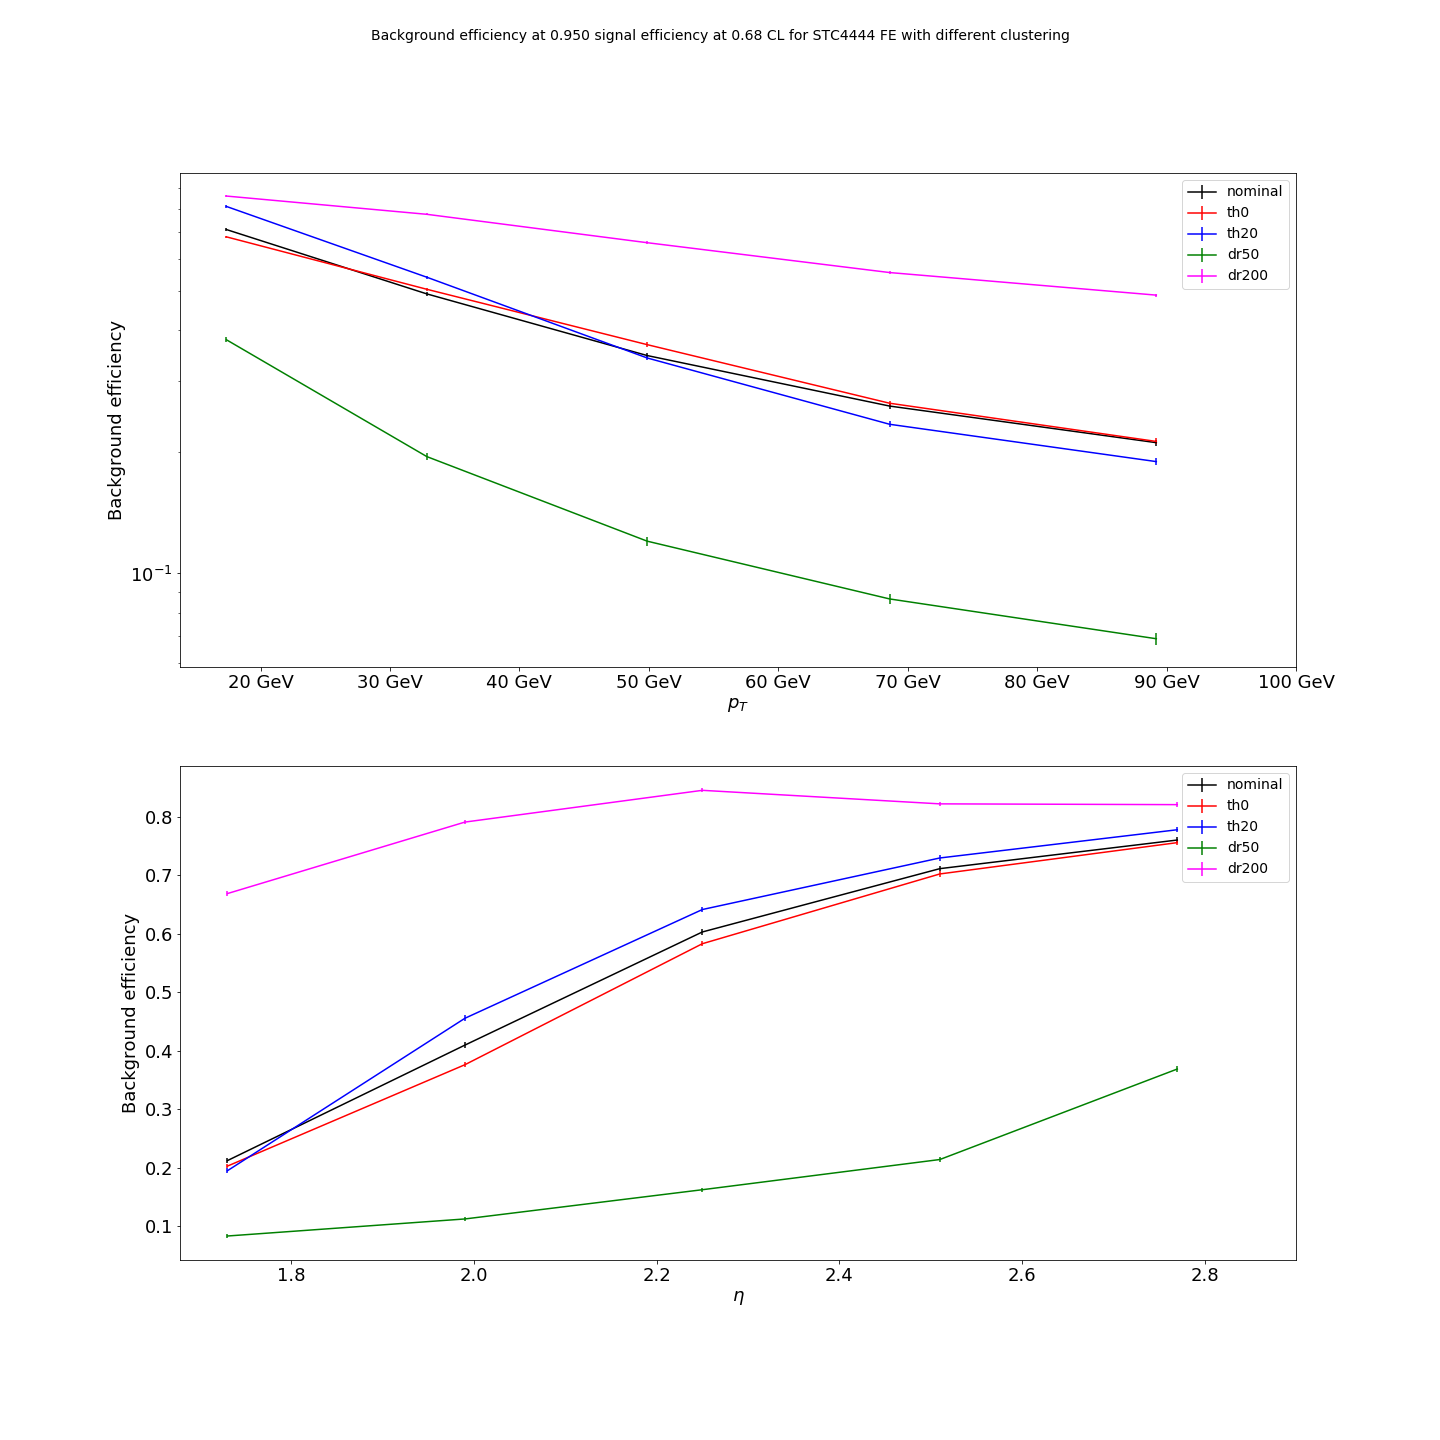 Background efficiency at 0.950 signal efficiency at 0.68 CL for STC4444 FE with different clustering
nominal
th0
th20
dr50
dr200
Background efficiency
10⁻¹
20 GeV 30 GeV 40 GeV 50 GeV 60 GeV 70 GeV 80 GeV 90 GeV 100 GeV
p_T
nominal
th0
th20
dr50
dr200
Background efficiency
0.8
0.7
0.6
0.5
0.4
0.3
0.2
0.1
1.8 2.0 2.2 2.4 2.6 2.8
η